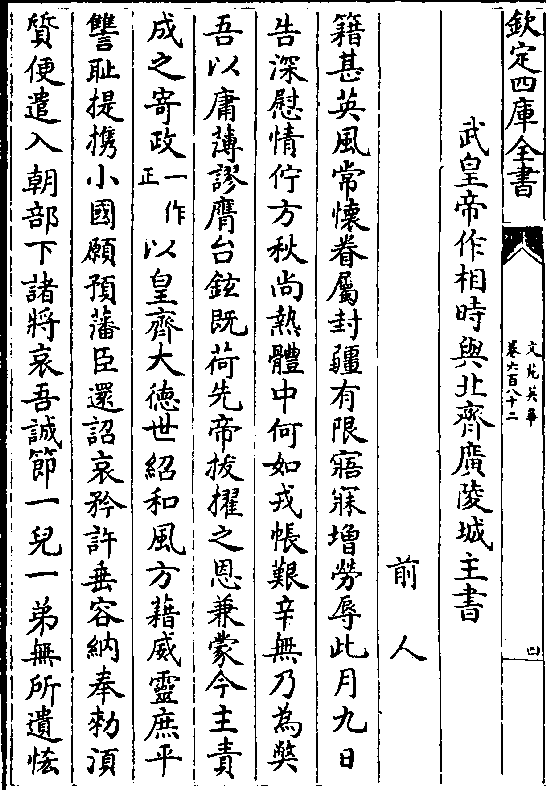 欽定四庫全書
文苑英華
卷六百八十二
四
武皇帝作相時與北齊廣陵城主書
前人
籍甚英風常懷眷屬封疆有限寤寐增勞辱此月九日
告深慰情佇方秋尚熱體中何如戎帳艱辛無乃為弊
吾以庸薄謬膺台鉉既荷先帝拔擢之恩兼蒙今主責
成之寄政一作正以皇齊大德世紹和風方藉威靈庶平
讐恥提携小國願預藩臣還詔哀矜許垂容納奉勅湏
質便遣入朝部下諸將哀吾誠節一兒一弟無所遺恡